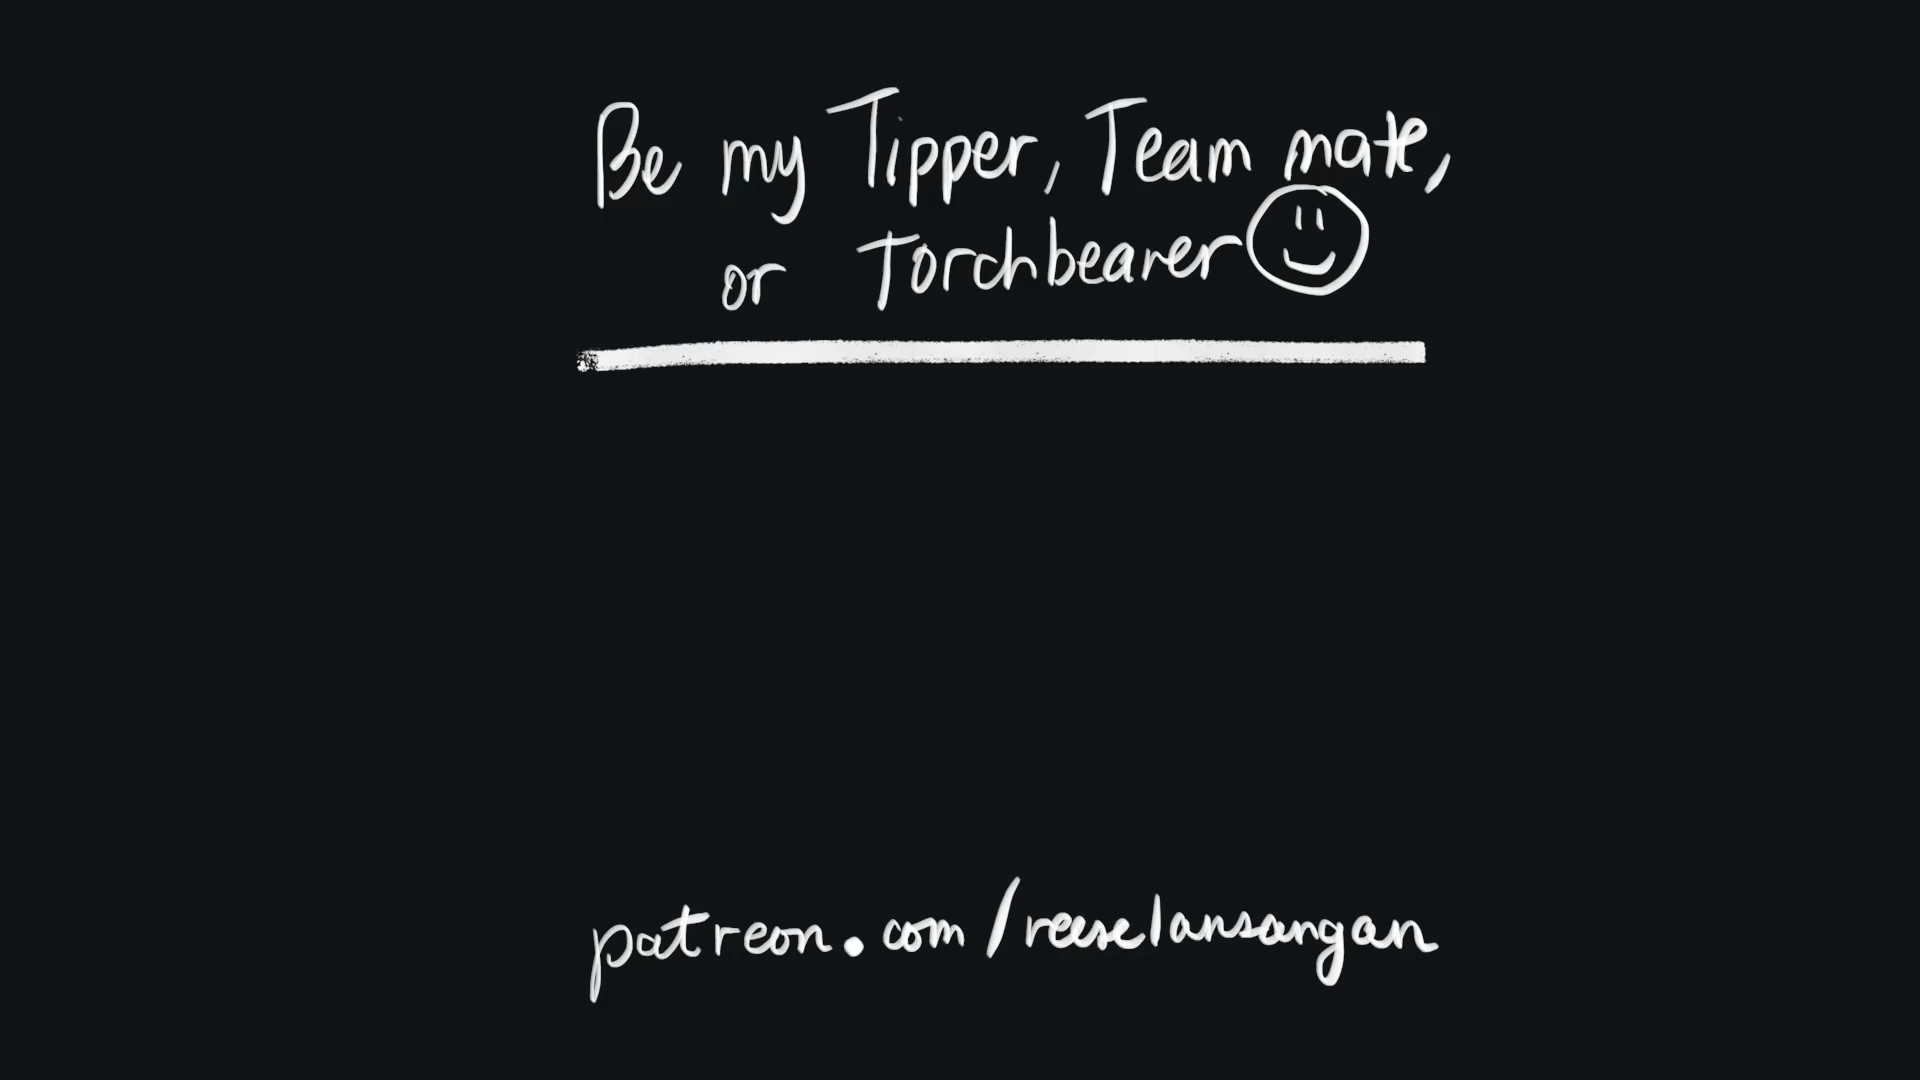 Be my Tipper, Team mate,
or Torchbearer
patreon.com/reeselansangan